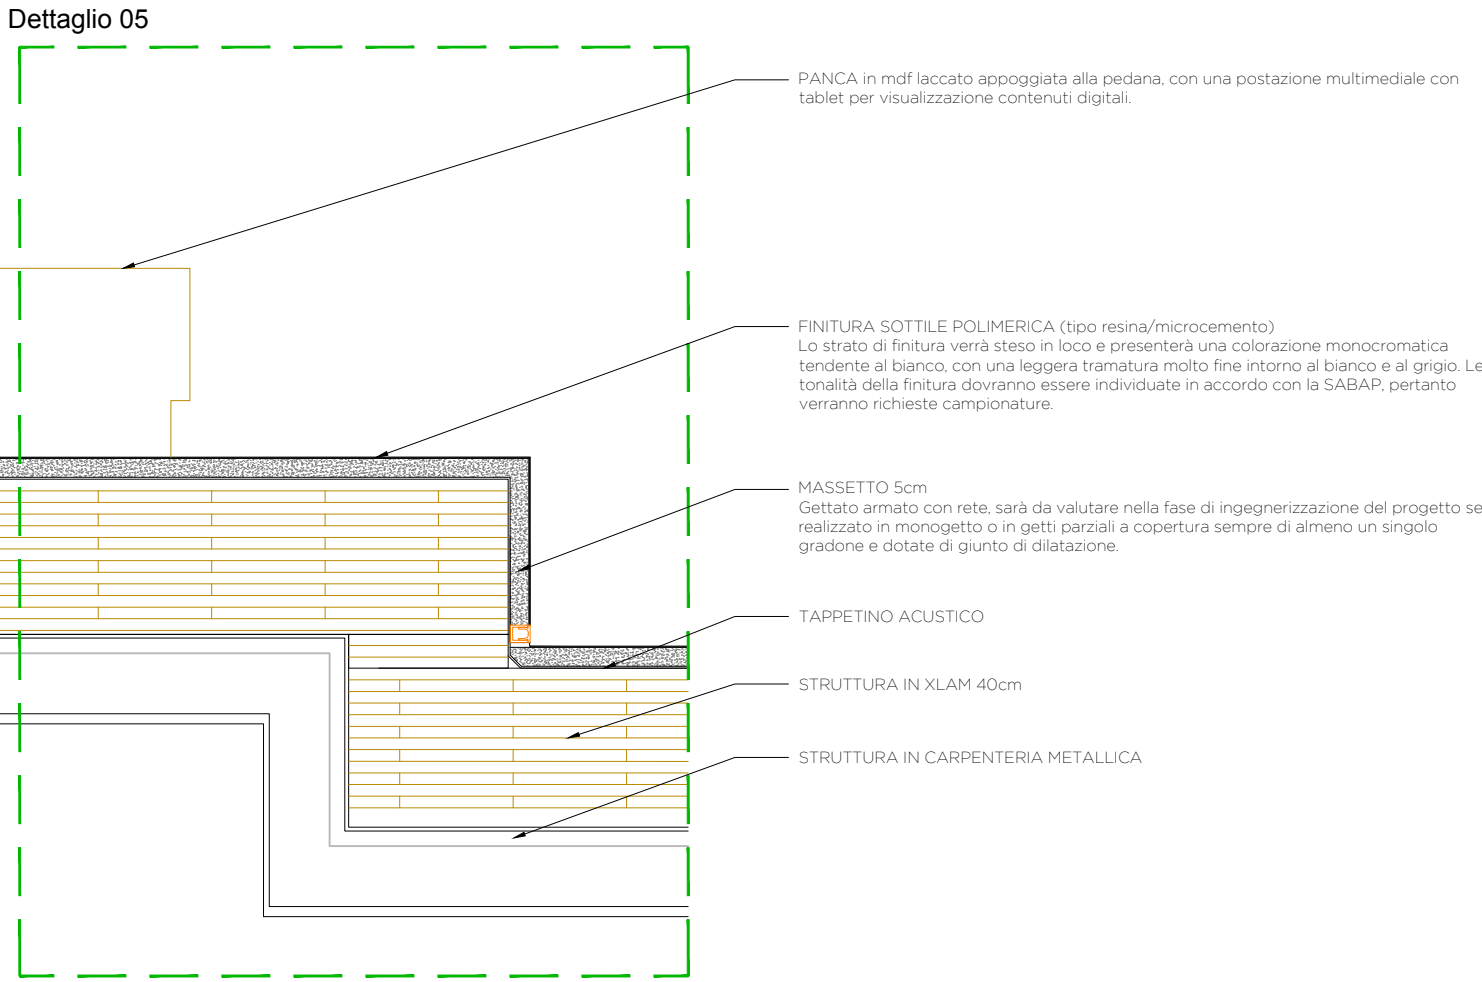 Dettaglio 05
PANCA in mdf laccato appoggiata alla pedana, con una postazione multimediale con
tablet per visualizzazione contenuti digitali.
FINITURA SOTTILE POLIMERICA (tipo resina/microcemento)
Lo strato di finitura verrà steso in loco e presenterà una colorazione monocromatica
tendente al bianco, con una leggera tramatura molto fine intorno al bianco e al grigio. Le
tonalità della finitura dovranno essere individuate in accordo con la SABAP, pertanto
verranno richieste campionature.
MASSETTO 5cm
Gettato armato con rete, sarà da valutare nella fase di ingegnerizzazione del progetto se
realizzato in monogetto o in getti parziali a copertura sempre di almeno un singolo
gradone e dotate di giunto di dilatazione.
TAPPETINO ACUSTICO
STRUTTURA IN XLAM 40cm
STRUTTURA IN CARPENTERIA METALLICA